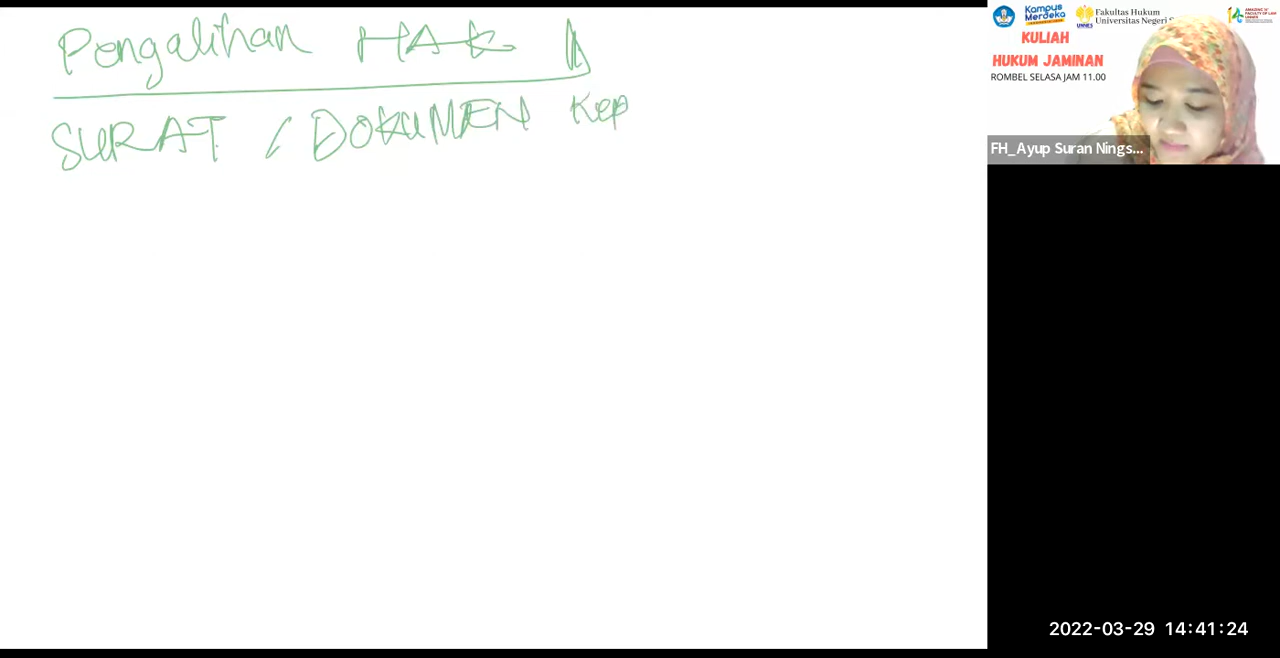 Pengalihan HAK
SURAT / DOKUMEN Kep
Kampus
Merdeka
UNNES
Fakultas Hukum
Universitas Negeri S
KULIAH
HUKUM JAMINAN
ROMBEL SELASA JAM 11.00
FH_Ayup Suran Nings...
2022-03-29 14:41:24